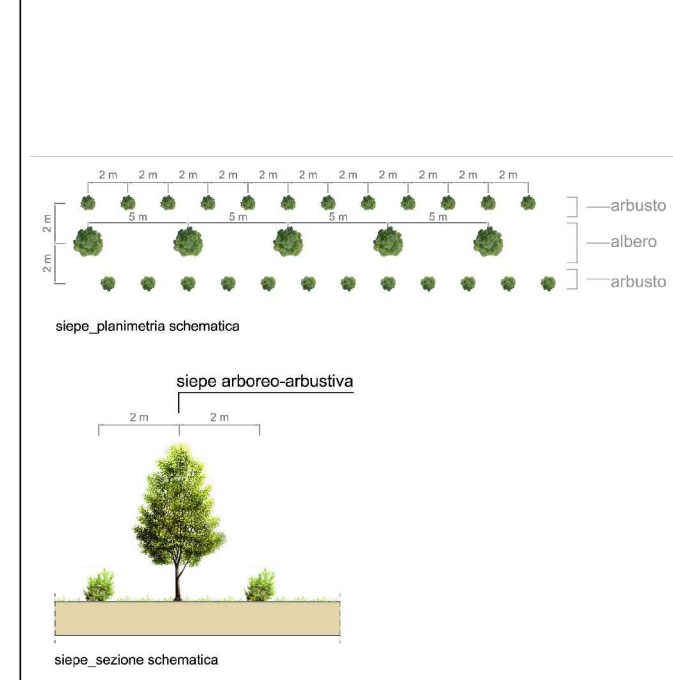 2 m 2 m 2 m 2 m 2 m 2 m 2 m 2 m 2 m 2 m 2 m
arbusto
5 m 5 m 5 m 5 m
2 m
albero
2 m
arbusto
siepe_planimetria schematica
siepe arboreo-arbustiva
2 m 2 m
siepe_sezione schematica